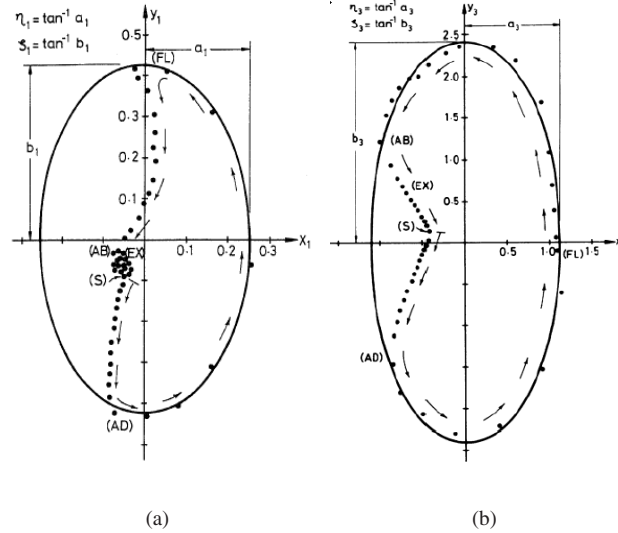 (a)
η₁ = tan⁻¹ a₁
ξ₁ = tan⁻¹ b₁
y₁
0.5
a₁
(FL)
b₁
0.3
0.2
0.1
X₁
0.1
0.2
0.3
(AB)
(EX)
(S)
(AD)
(a)
b.
η₃ = tan⁻¹ a₃
ξ₃ = tan⁻¹ b₃
y₃
2.5
a₃
2.0
b₃
1.5
(AB)
1.0
(EX)
0.5
(S)
0.5
1.0
(FL)
1.5
(AD)
(b)